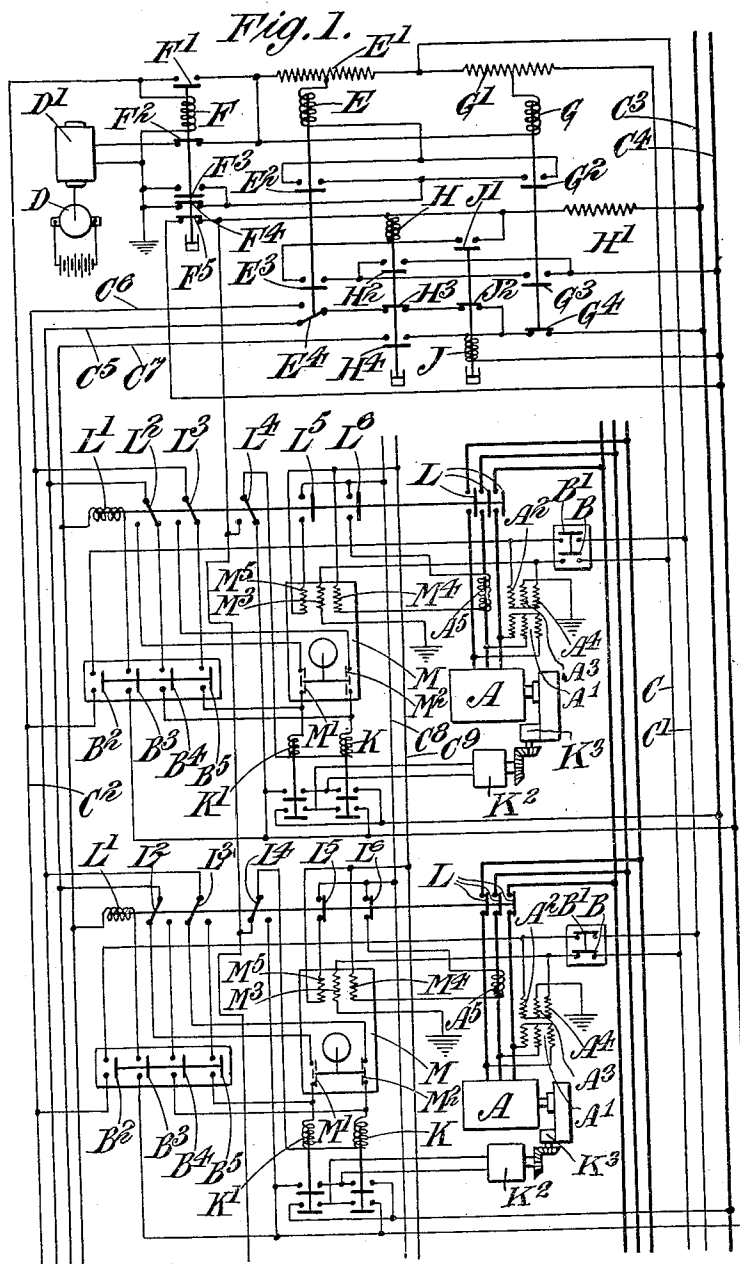 Fig. 1.
F¹
E¹
G¹
D¹
F
E
G
C³
F²
C⁴
F³
E²
G²
D
H
J¹
F⁴
H¹
F⁵
E³
H²
H³
J²
G³
G⁴
C⁶
C⁵
C⁷
E⁴
H⁴
J
L¹
L²
L³
L⁴
L⁵
L⁶
L
A²
B¹
B
M⁵
M³
M⁴
A⁵
A⁴
A³
A¹
M
A
M²
B²
B³
B⁴
B⁵
M¹
K
C⁸
C⁹
C
C¹
K³
C²
K¹
K²
L¹
L²
L³
L⁴
L⁵
L⁶
L
A²
B¹
B
M⁵
M³
M⁴
A⁵
A⁴
A³
A¹
M
A
M²
B²
B³
B⁴
B⁵
M¹
K
K¹
K²
K³